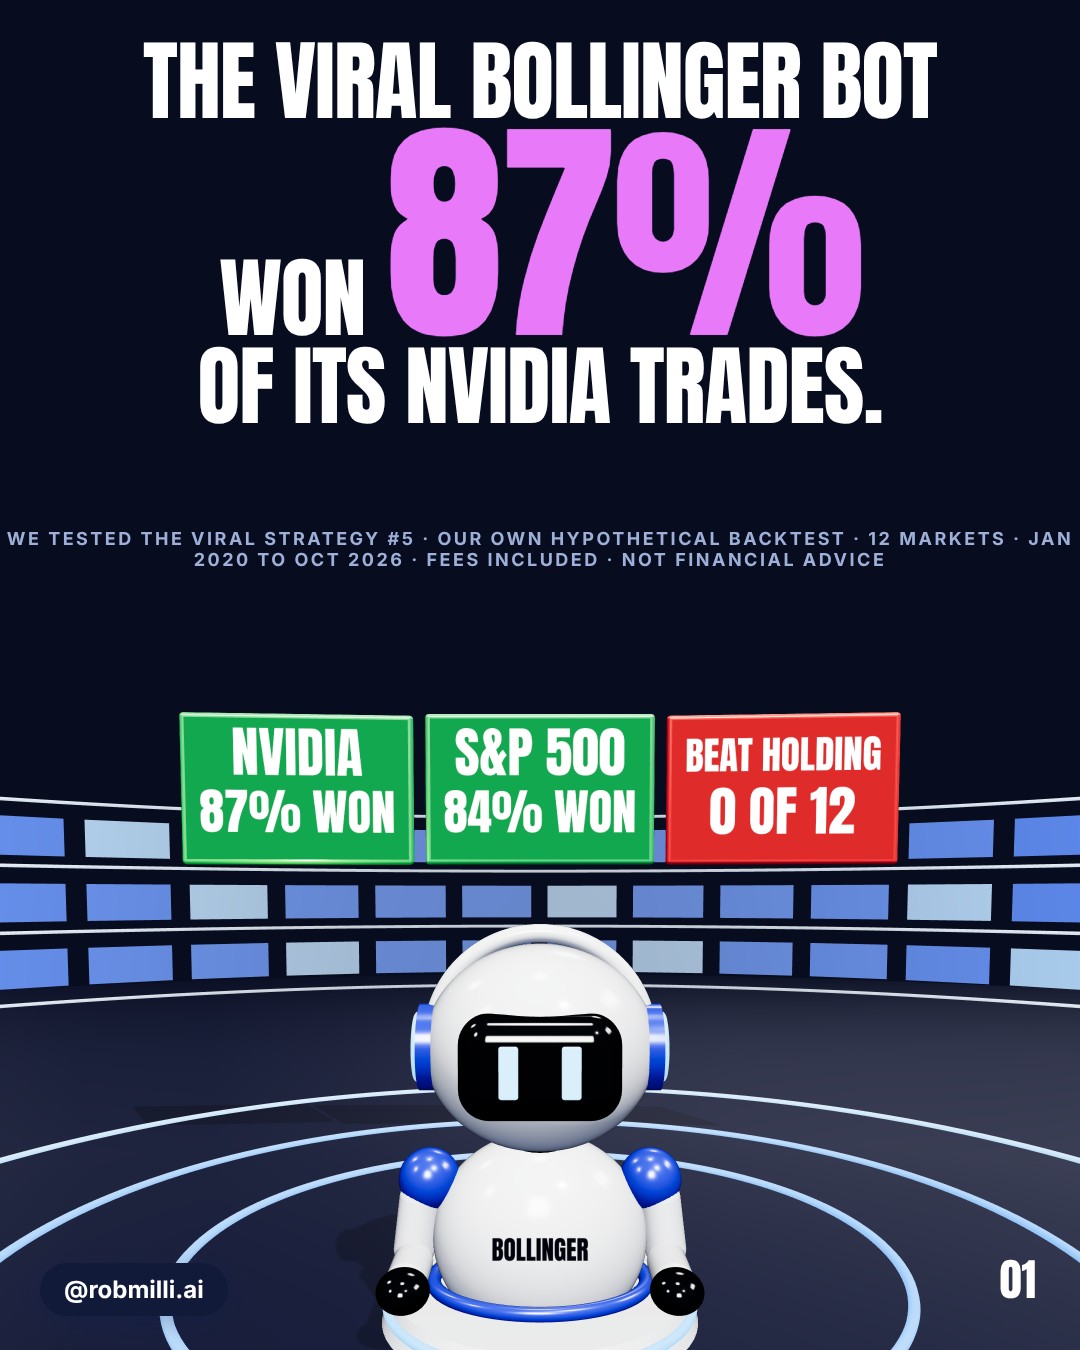 THE VIRAL BOLLINGER BOT
WON 87%
OF ITS NVIDIA TRADES.
WE TESTED THE VIRAL STRATEGY #5 · OUR OWN HYPOTHETICAL BACKTEST · 12 MARKETS · JAN
2020 TO OCT 2026 · FEES INCLUDED · NOT FINANCIAL ADVICE
NVIDIA
87% WON
S&P 500
84% WON
BEAT HOLDING
0 OF 12
BOLLINGER
@robmilli.ai
01